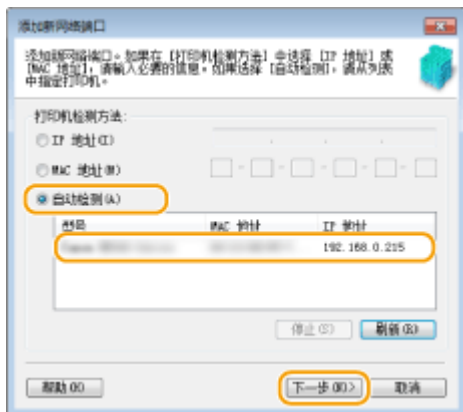 添加新网络端口
添加新网络端口。如果在 [打印机检测方法] 中选择 [IP 地址] 或
[MAC 地址]，请输入必要的信息。如果选择 [自动检测]，请从列表
中指定打印机。
打印机检测方法:
IP 地址(I)
MAC 地址(M)
自动检测(A)
型号 MAC 地址 IP 地址
192.168.0.215
停止(S) 刷新(R)
帮助(H) 下一步(N)> 取消